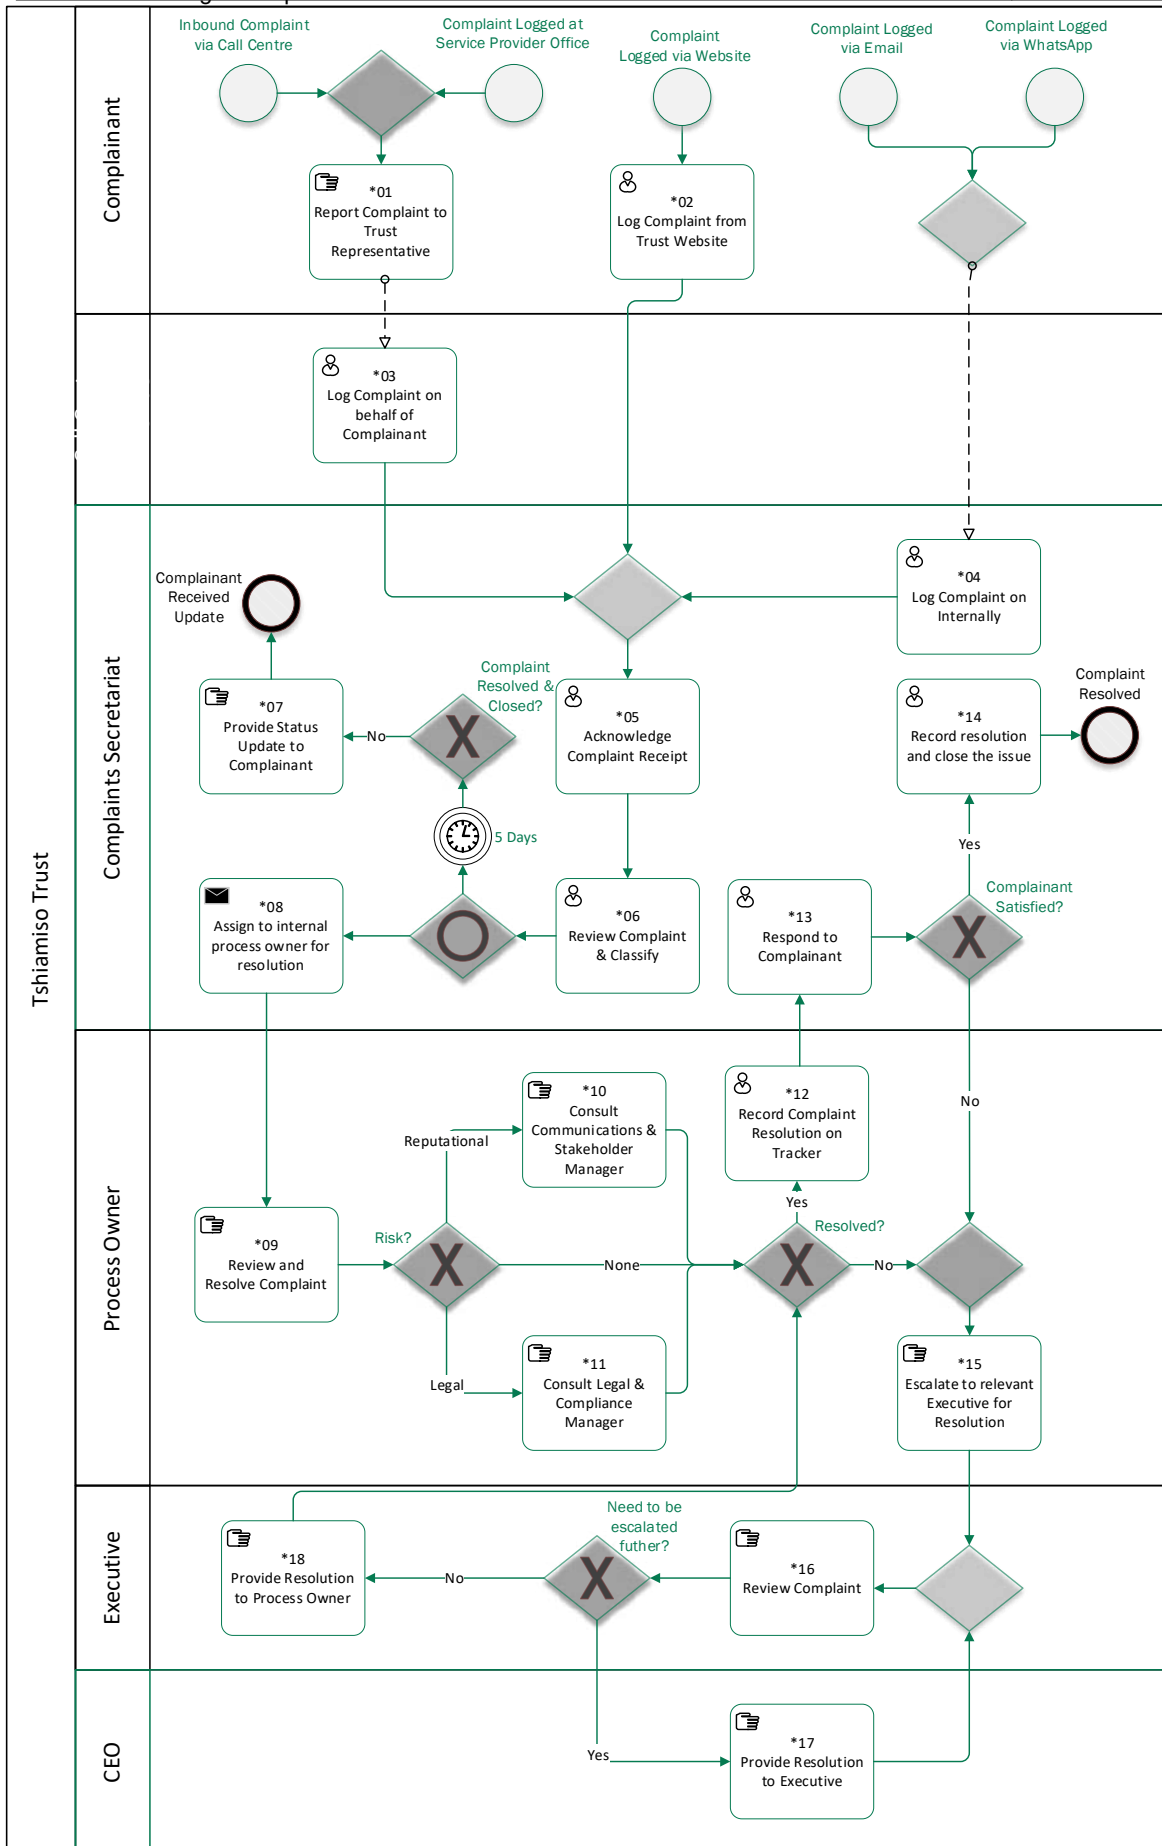 Inbound Complaint
via Call Centre
Complaint Logged at
Service Provider Office
Complaint
Logged via Website
Complaint Logged
via Email
Complaint Logged
via WhatsApp
Tshiamiso Trust
Complainant
*01
Report Complaint to
Trust
Representative
*02
Log Complaint from
Trust Website
*03
Log Complaint on
behalf of
Complainant
Complaints Secretariat
Complainant
Received
Update
*04
Log Complaint on
Internally
*07
Provide Status
Update to
Complainant
No
Complaint
Resolved &
Closed?
X
*05
Acknowledge
Complaint Receipt
*14
Record resolution
and close the issue
Complaint
Resolved
5 Days
Yes
*08
Assign to internal
process owner for
resolution
*06
Review Complaint
& Classify
*13
Respond to
Complainant
Complainant
Satisfied?
X
Process Owner
*10
Consult
Communications &
Stakeholder
Manager
Reputational
*12
Record Complaint
Resolution on
Tracker
No
Yes
*09
Review and
Resolve Complaint
Risk?
X
None
Resolved?
X
No
Legal
*11
Consult Legal &
Compliance
Manager
*15
Escalate to relevant
Executive for
Resolution
Executive
*18
Provide Resolution
to Process Owner
No
Need to be
escalated
futher?
X
*16
Review Complaint
CEO
Yes
*17
Provide Resolution
to Executive